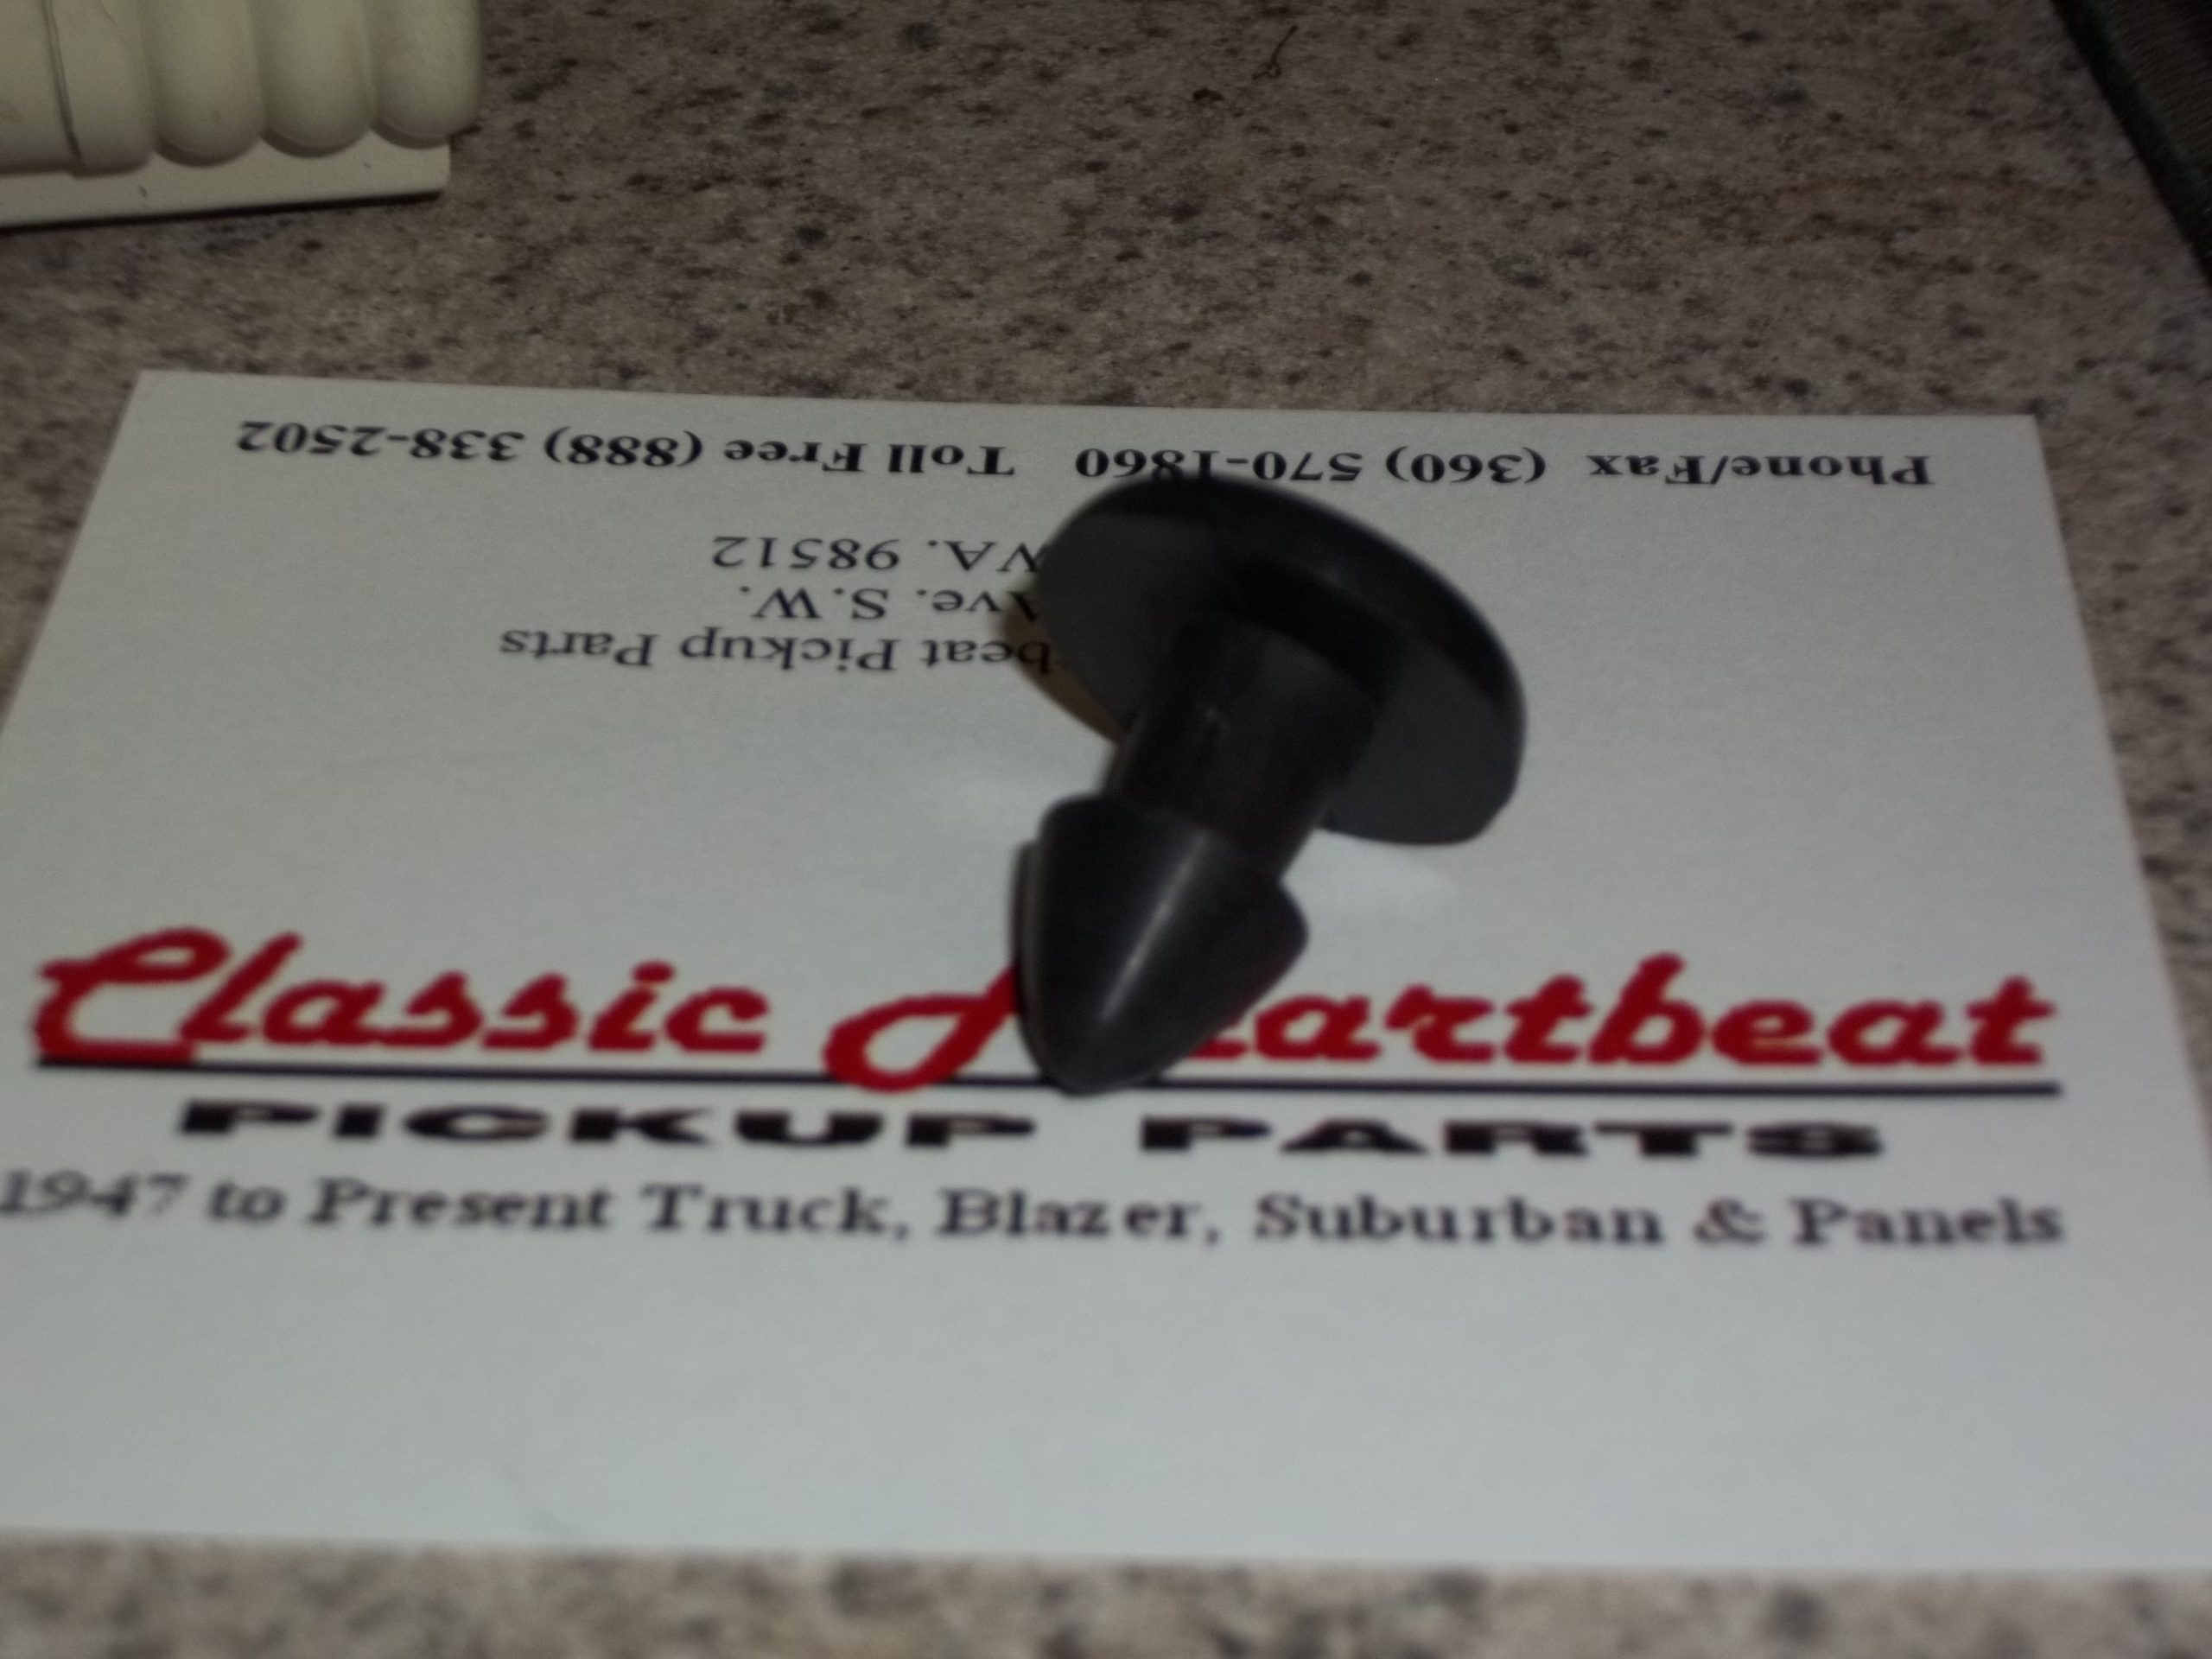 Classic Heartbeat
PICKUP PARTS
1947 to Present Truck, Blazer, Suburban & Panels
beat Pickup Parts
Ave. S.W.
WA. 98512
Phone/Fax (360) 570-1860 Toll Free (888) 338-2502